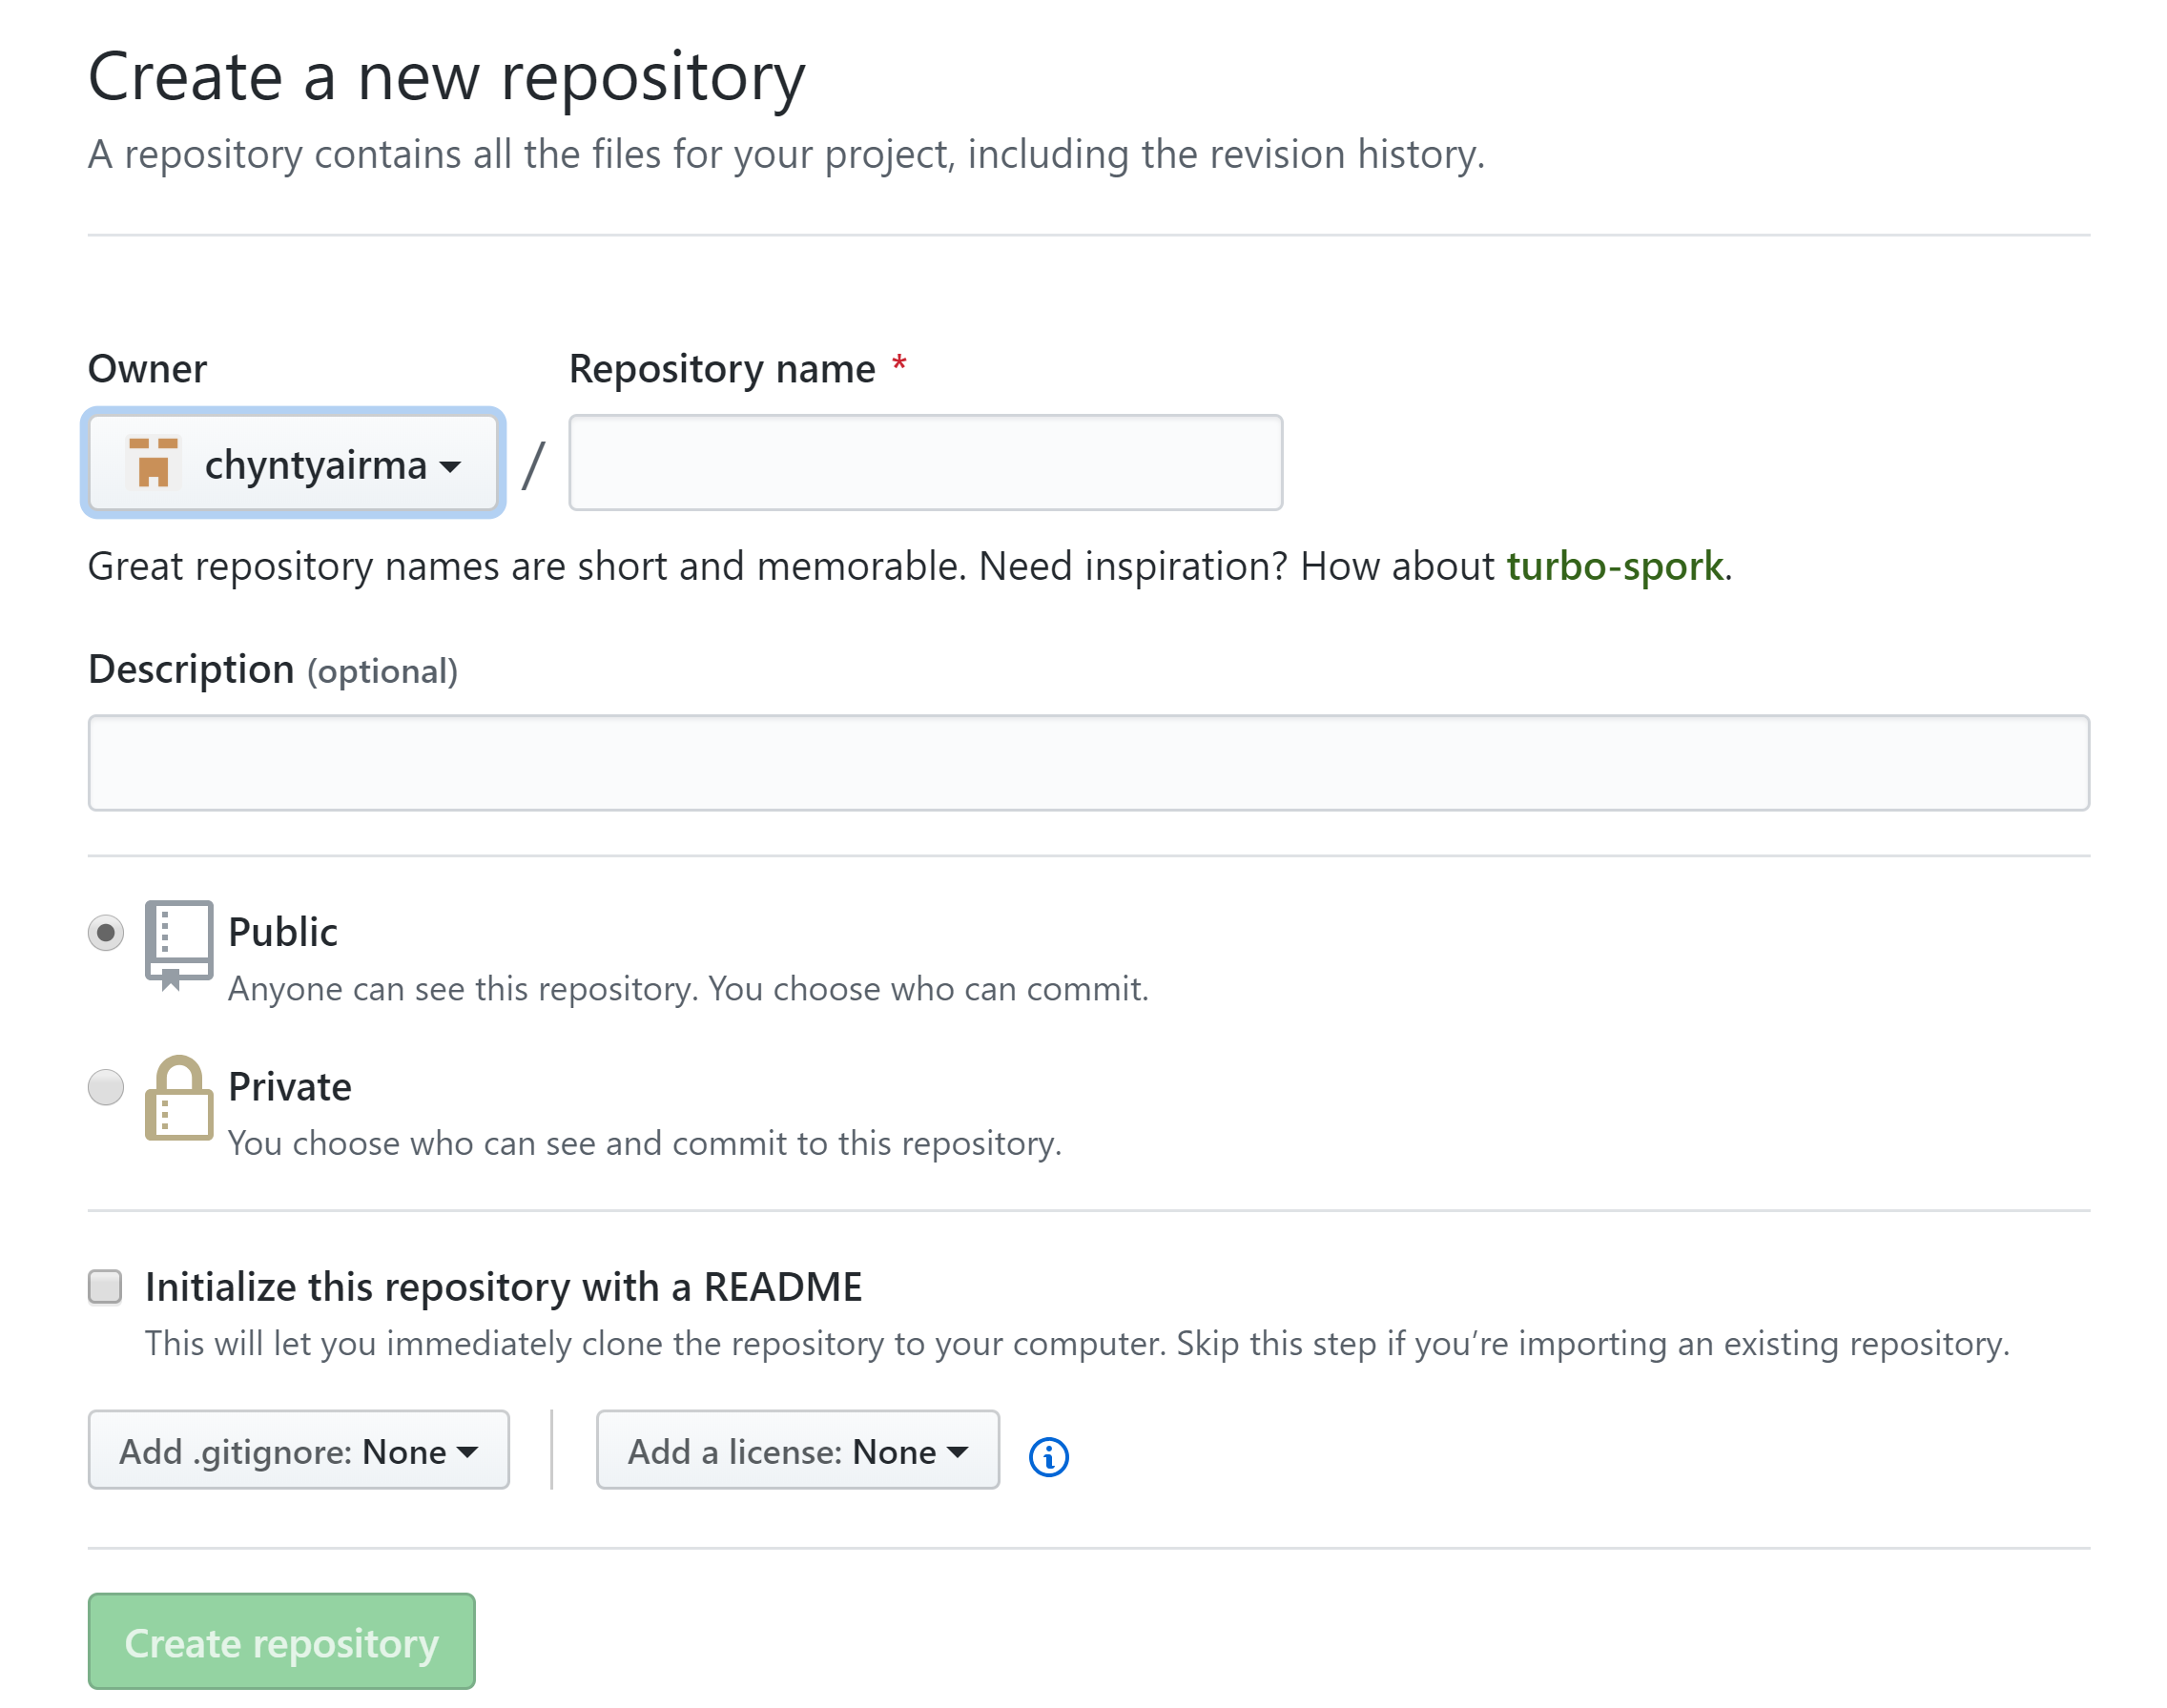 Create a new repository
A repository contains all the files for your project, including the revision history.
Owner
Repository name *
chyntyairma
/
Great repository names are short and memorable. Need inspiration? How about turbo-spork.
Description (optional)
Public
Anyone can see this repository. You choose who can commit.
Private
You choose who can see and commit to this repository.
Initialize this repository with a README
This will let you immediately clone the repository to your computer. Skip this step if you’re importing an existing repository.
Add .gitignore: None
Add a license: None
Create repository